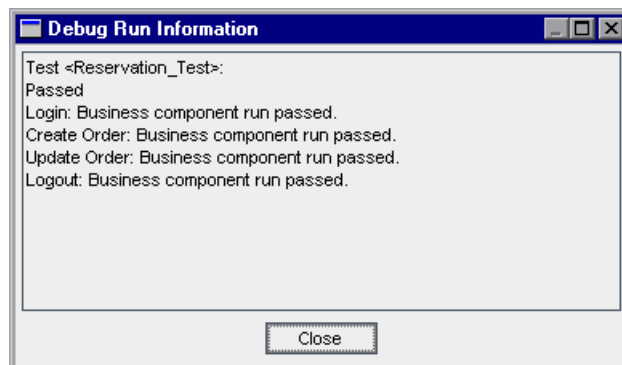 Debug Run Information
Test <Reservation_Test>:
Passed
Login: Business component run passed.
Create Order: Business component run passed.
Update Order: Business component run passed.
Logout: Business component run passed.
Close